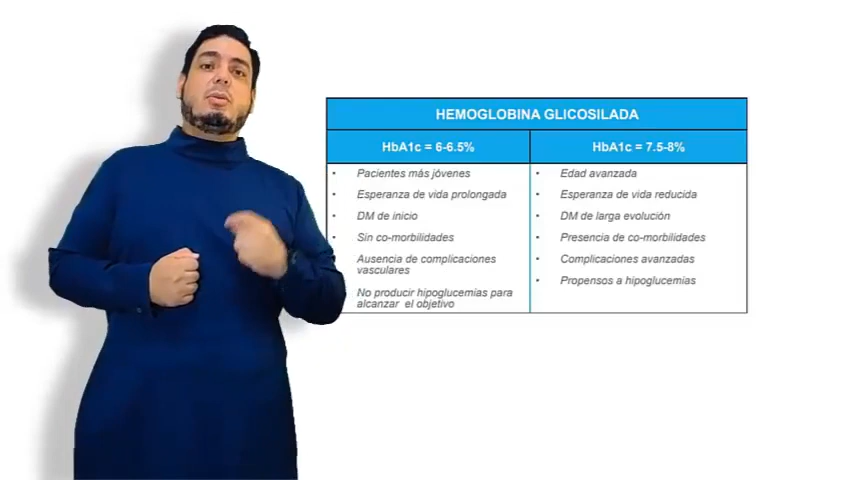 HEMOGLOBINA GLICOSILADA
HbA1c = 6-6.5%
HbA1c = 7.5-8%
• Pacientes más jóvenes
• Esperanza de vida prolongada
• DM de inicio
• Sin co-morbilidades
Ausencia de complicaciones
vasculares
No producir hipoglucemias para
alcanzar el objetivo
• Edad avanzada
• Esperanza de vida reducida
• DM de larga evolución
• Presencia de co-morbilidades
• Complicaciones avanzadas
• Propensos a hipoglucemias